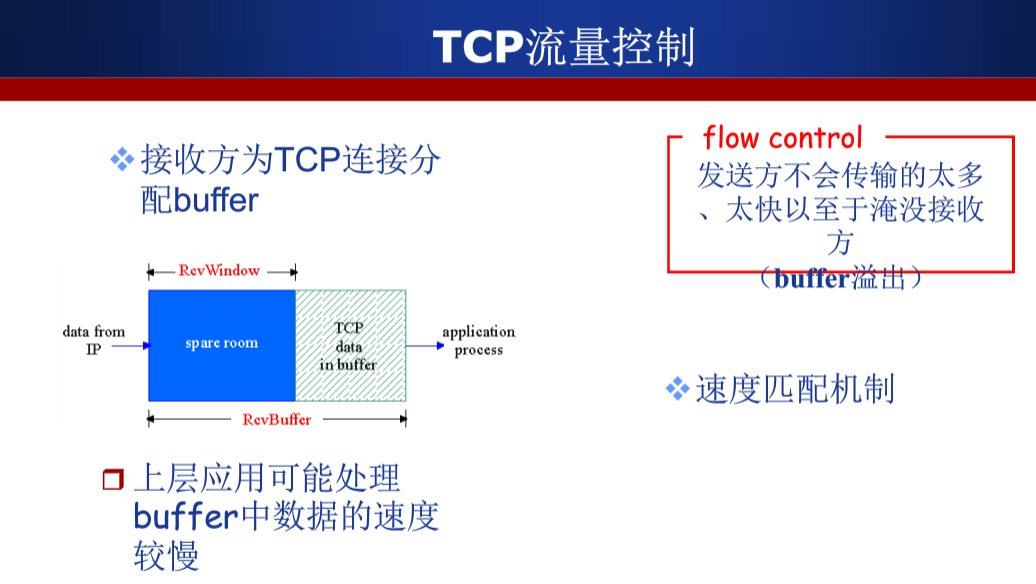 TCP流量控制
接收方为TCP连接分
配buffer
RcvWindow
data from
IP
spare room
TCP
data
in buffer
application
process
RcvBuffer
上层应用可能处理
buffer中数据的速度
较慢
flow control
发送方不会传输的太多
、太快以至于淹没接收
方
（buffer溢出）
速度匹配机制